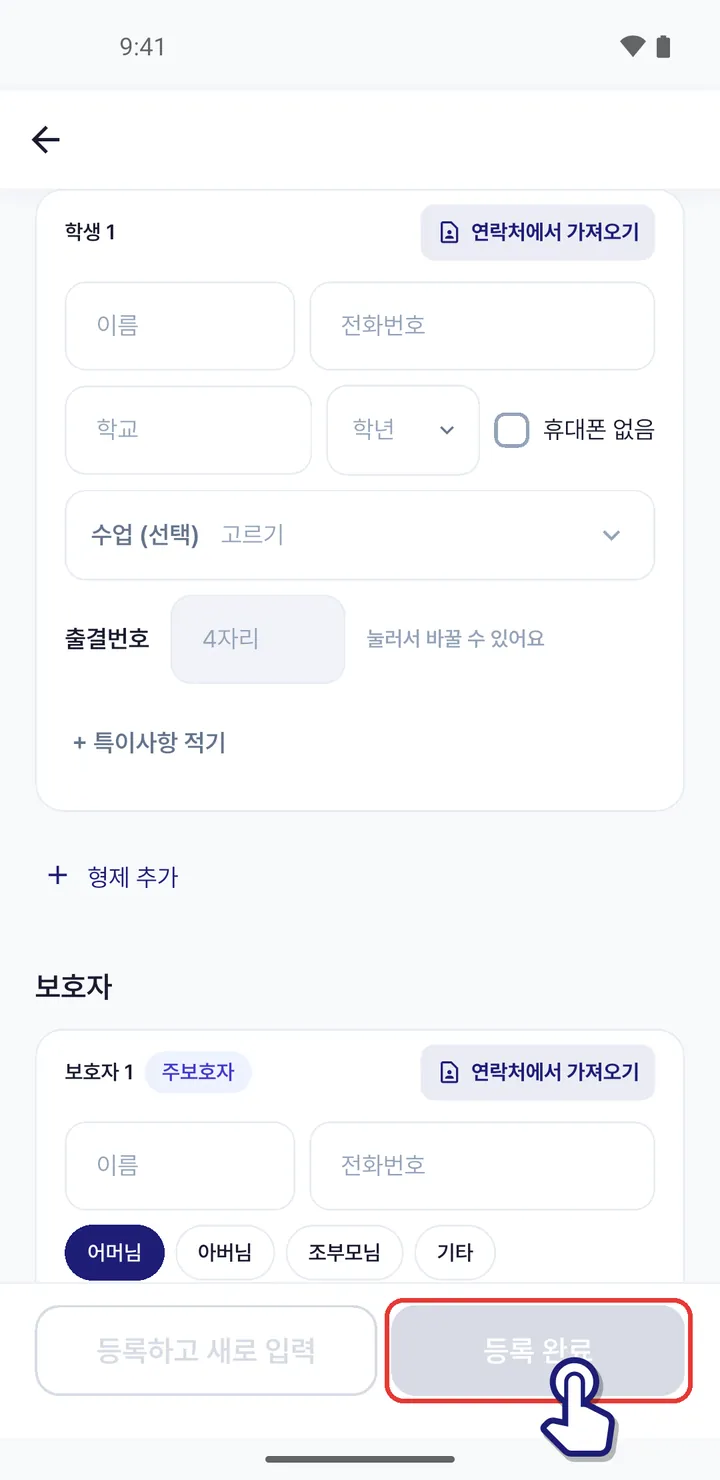 9:41
학생 1
연락처에서 가져오기
이름
전화번호
학교
학년
휴대폰 없음
수업 (선택) 고르기
출결번호
4자리
눌러서 바꿀 수 있어요
+ 특이사항 적기
+ 형제 추가
보호자
보호자 1
주보호자
연락처에서 가져오기
이름
전화번호
어머님
아버님
조부모님
기타
등록하고 새로 입력
등록 완료